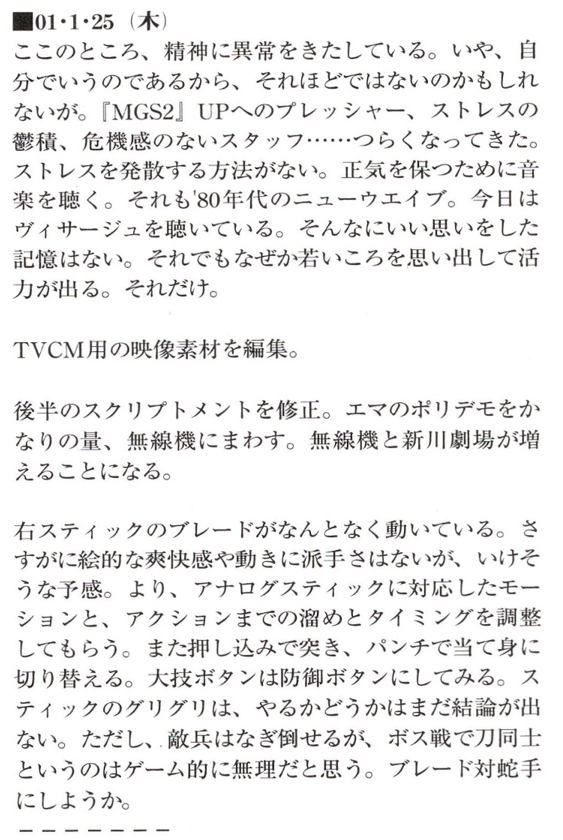 ■01・1・25（木）
ここのところ、精神に異常をきたしている。いや、自
分でいうのであるから、それほどではないのかもしれ
ないが。『MGS2』UPへのプレッシャー、ストレスの
鬱積、危機感のないスタッフ……つらくなってきた。
ストレスを発散する方法がない。正気を保つために音
楽を聴く。それも'80年代のニューウエイブ。今日は
ヴィサージュを聴いている。そんなにいい思いをした
記憶はない。それでもなぜか若いころを思い出して活
力が出る。それだけ。
TVCM用の映像素材を編集。
後半のスクリプトメントを修正。エマのポリデモをか
なりの量、無線機にまわす。無線機と新川劇場が増
えることになる。
右スティックのブレードがなんとなく動いている。さ
すがに絵的な爽快感や動きに派手さはないが、いけそ
うな予感。より、アナログスティックに対応したモー
ションと、アクションまでの溜めとタイミングを調整
してもらう。また押し込みで突き、パンチで当て身に
切り替える。大技ボタンは防御ボタンにしてみる。ス
ティックのグリグリは、やるかどうかはまだ結論が出
ない。ただし、敵兵はなぎ倒せるが、ボス戦で刀同士
というのはゲーム的に無理だと思う。ブレード対蛇手
にしようか。